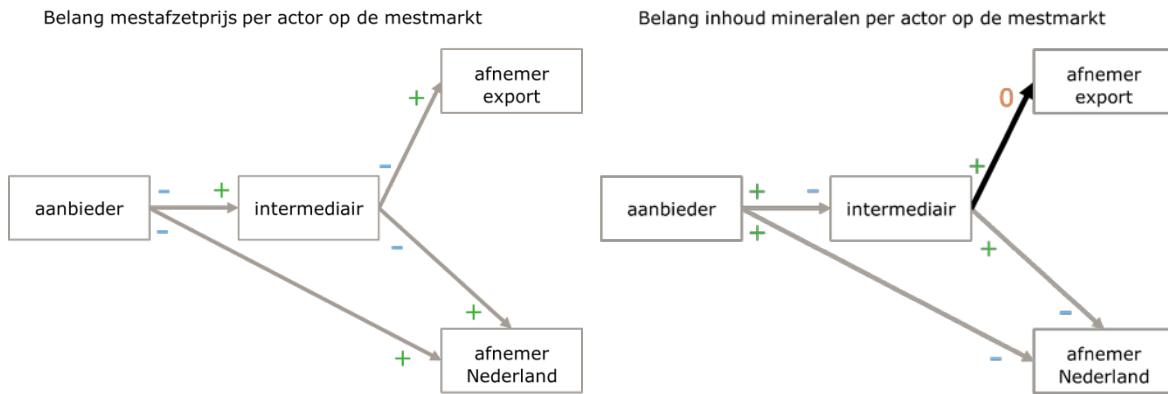 Belang mestafzetprijs per actor op de mestmarkt
afnemer
export
+
–
– +
aanbieder
intermediair
–
–
+
+
afnemer
Nederland
Belang inhoud mineralen per actor op de mestmarkt
afnemer
export
0
+
+ –
aanbieder
intermediair
+
+
–
–
afnemer
Nederland